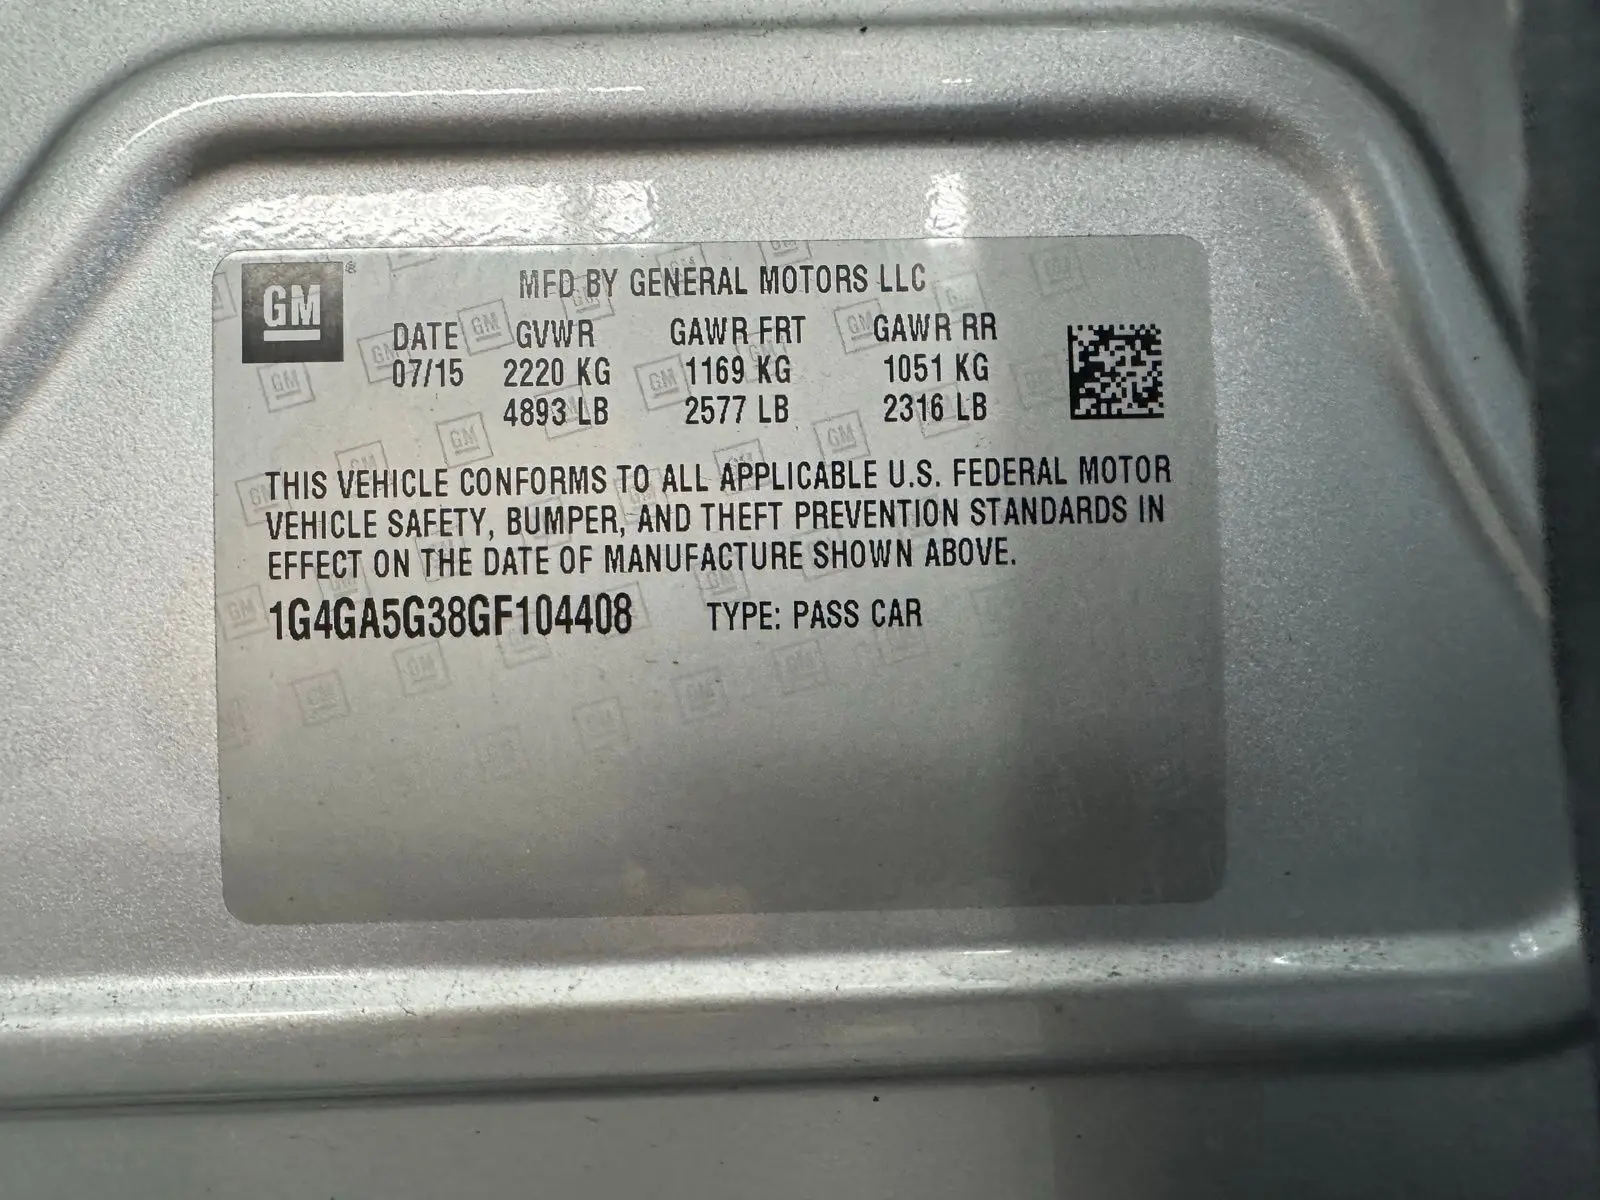 GM ®
MFD BY GENERAL MOTORS LLC
DATE GVWR GAWR FRT GAWR RR
07/15 2220 KG 1169 KG 1051 KG
4893 LB 2577 LB 2316 LB
THIS VEHICLE CONFORMS TO ALL APPLICABLE U.S. FEDERAL MOTOR
VEHICLE SAFETY, BUMPER, AND THEFT PREVENTION STANDARDS IN
EFFECT ON THE DATE OF MANUFACTURE SHOWN ABOVE.
1G4GA5G38GF104408 TYPE: PASS CAR